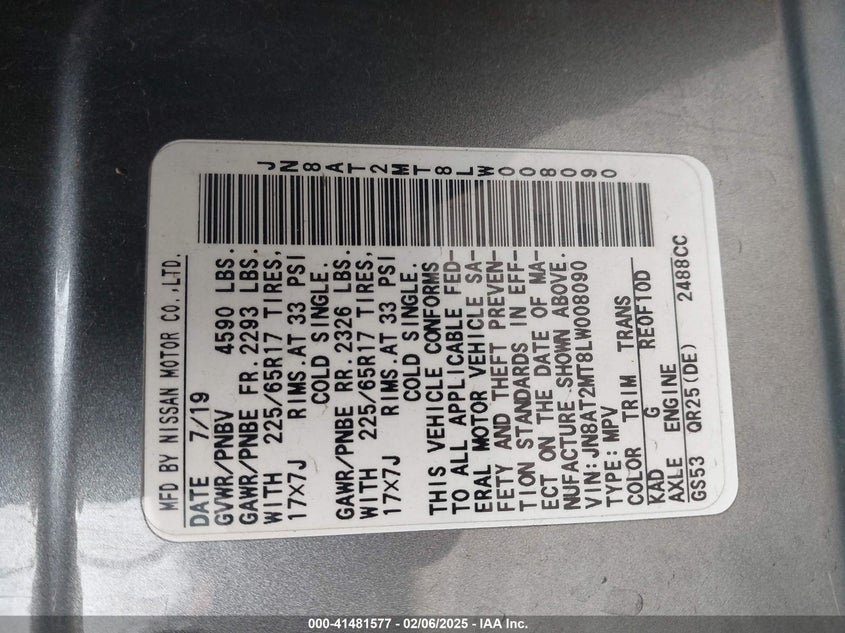 JN8AT2MT8LW008090
MFD BY NISSAN MOTOR CO.,LTD.
DATE 7/19
GVWR/PNBV 4590 LBS.
GAWR/PNBE FR. 2293 LBS.
WITH 225/65R17 TIRES,
17X7J RIMS.AT 33 PSI
COLD SINGLE.
GAWR/PNBE RR. 2326 LBS.
WITH 225/65R17 TIRES,
17X7J RIMS.AT 33 PSI
COLD SINGLE.
THIS VEHICLE CONFORMS
TO ALL APPLICABLE FED-
ERAL MOTOR VEHICLE SA-
FETY AND THEFT PREVEN-
TION STANDARDS IN EFF-
ECT ON THE DATE OF MA-
NUFACTURE SHOWN ABOVE.
VIN:JN8AT2MT8LW008090
TYPE:MPV
COLOR TRIM TRANS
KAD G RE0F10D
AXLE ENGINE
GS53 QR25(DE) 2488CC
000-41481577 - 02/06/2025 - IAA Inc.